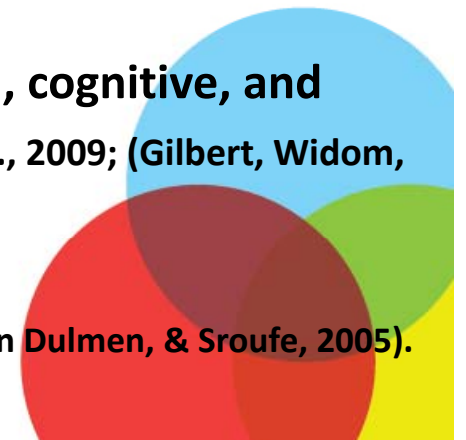 , cognitive, and
., 2009; (Gilbert, Widom,
n Dulmen, & Sroufe, 2005).